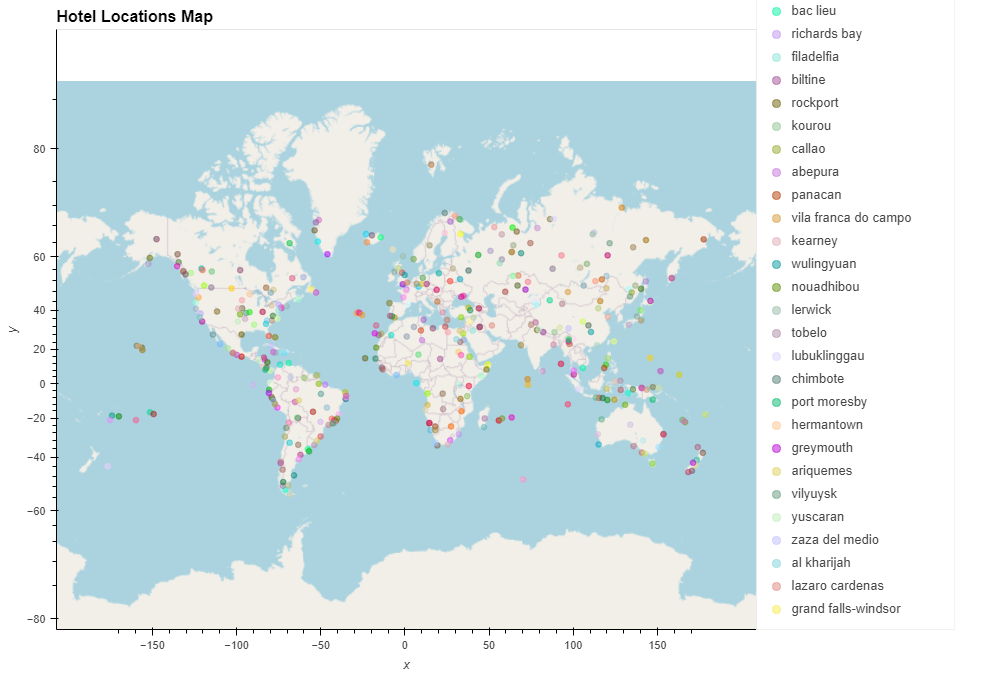 Hotel Locations Map
80
60
40
20
0
−20
−40
−60
−80
y
−150
−100
−50
0
50
100
150
x
bac lieu
richards bay
filadelfia
biltine
rockport
kourou
callao
abepura
panacan
vila franca do campo
kearney
wulingyuan
nouadhibou
lerwick
tobelo
lubuklinggau
chimbote
port moresby
hermantown
greymouth
ariquemes
vilyuysk
yuscaran
zaza del medio
al kharijah
lazaro cardenas
grand falls-windsor